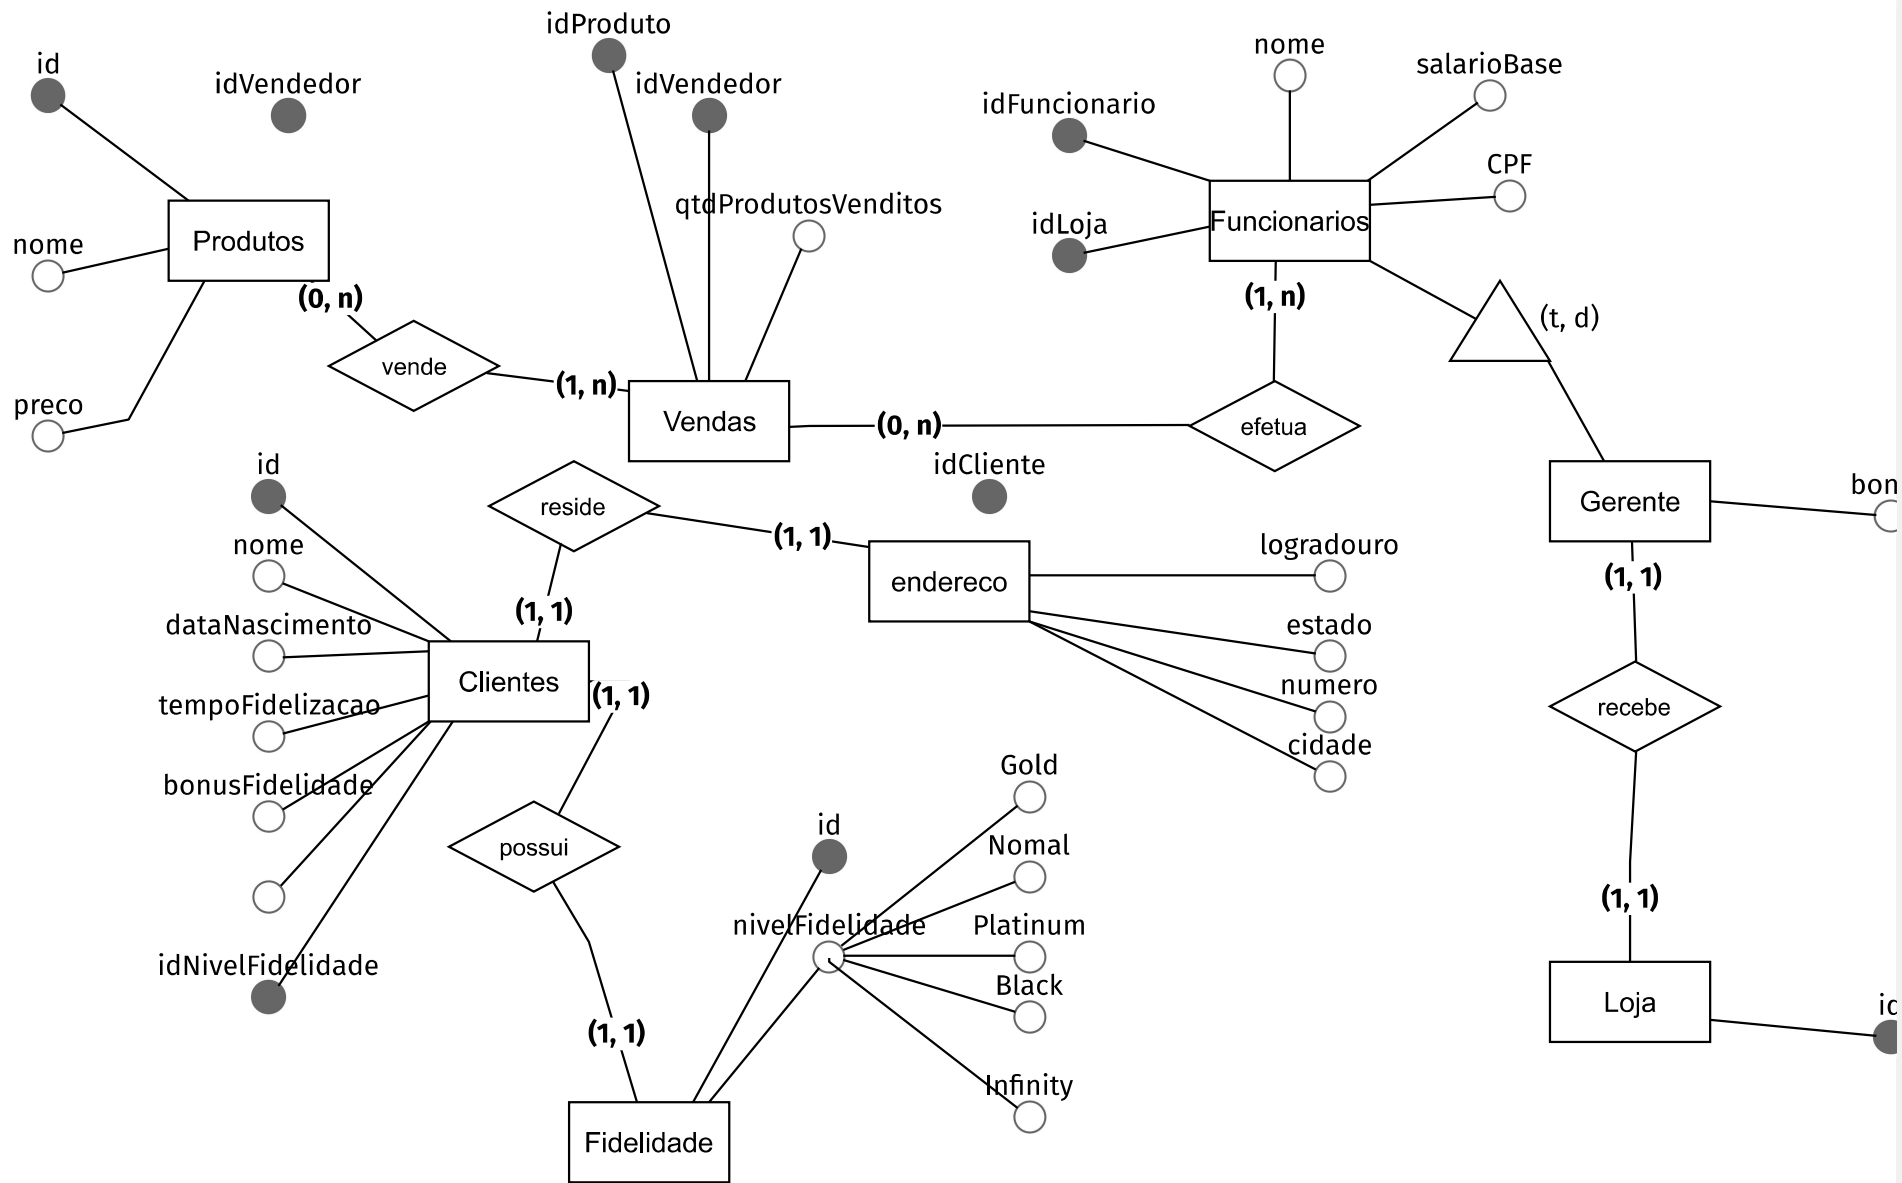 idProduto
nome
id
idVendedor
idVendedor
salarioBase
idFuncionario
CPF
qtdProdutosVenditos
idLoja
Funcionarios
Produtos
nome
(0, n)
(1, n)
(t, d)
vende
(1, n)
preco
Vendas
(0, n)
efetua
id
idCliente
bon
reside
Gerente
(1, 1)
nome
logradouro
endereco
(1, 1)
(1, 1)
dataNascimento
estado
Clientes
(1, 1)
numero
tempoFidelizacao
recebe
cidade
Gold
bonusFidelidade
id
Nomal
possui
(1, 1)
nivelFidelidade
Platinum
idNivelFidelidade
Black
Loja
id
(1, 1)
Infinity
Fidelidade